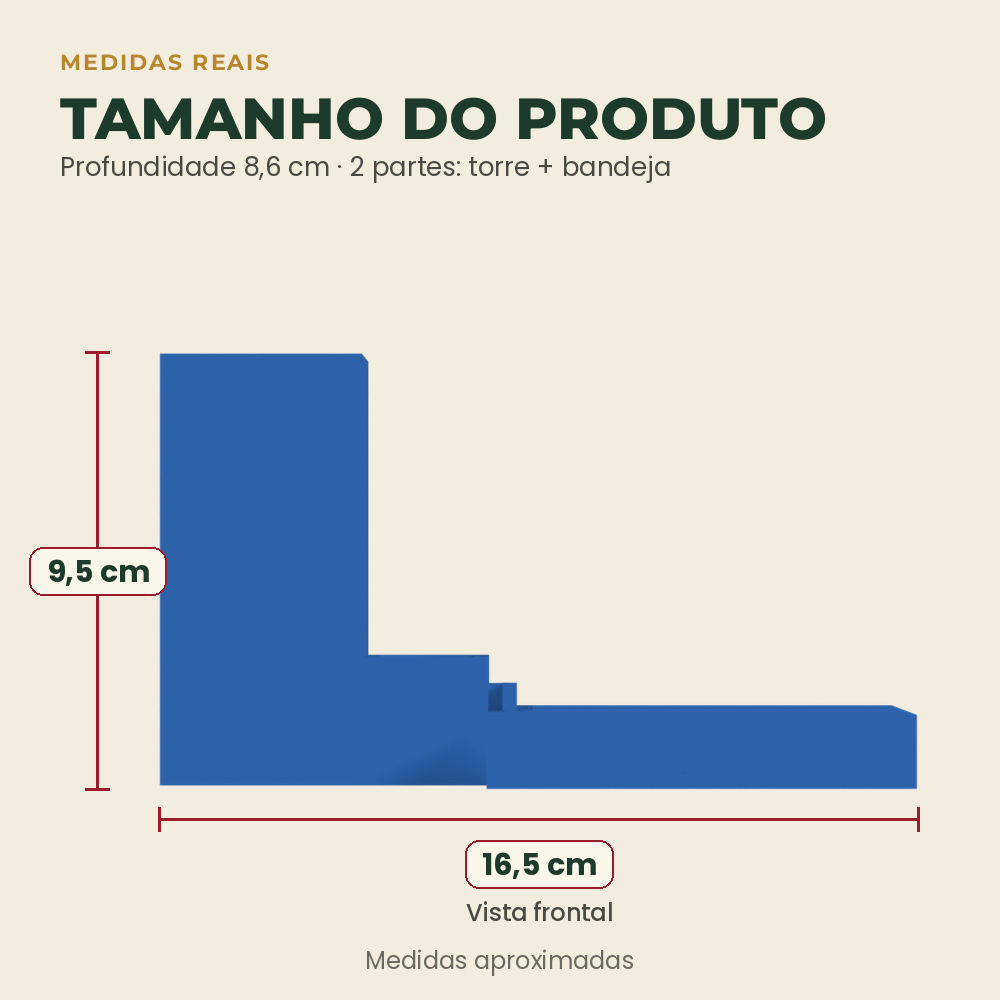 MEDIDAS REAIS
TAMANHO DO PRODUTO
Profundidade 8,6 cm · 2 partes: torre + bandeja
9,5 cm
16,5 cm
Vista frontal
Medidas aproximadas